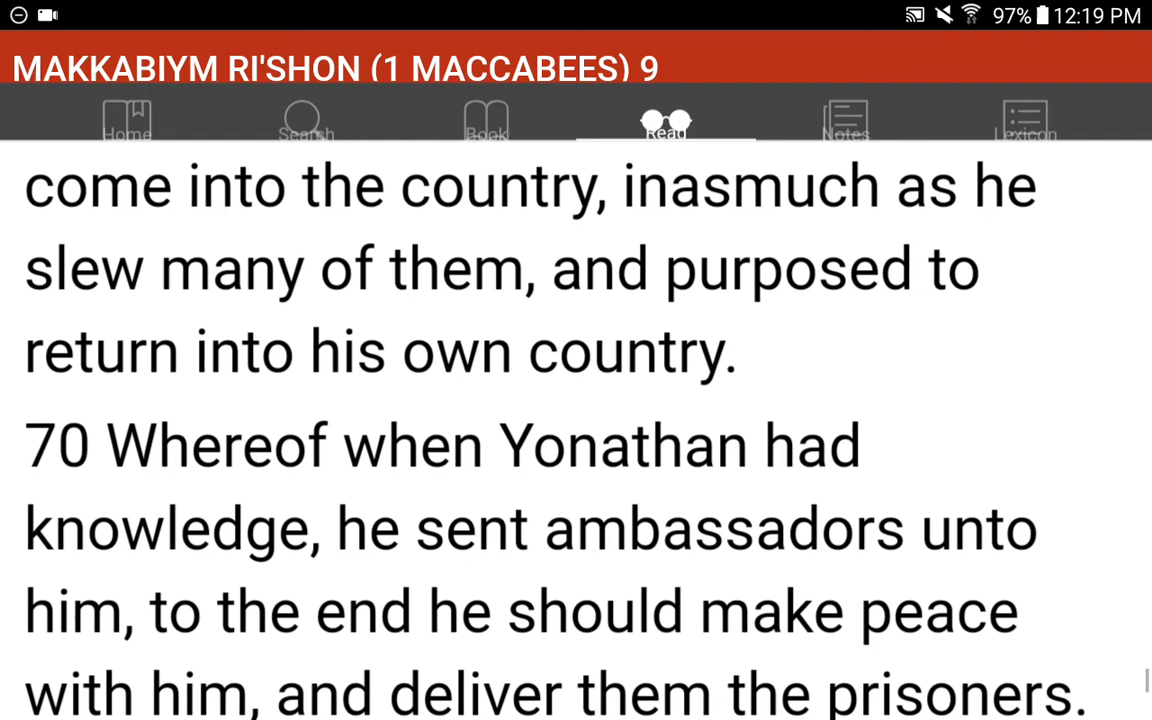 97% 12:19 PM
MAKKABIYM RI'SHON (1 MACCABEES) 9
Home Search Book Read Notes Lexicon
come into the country, inasmuch as he
slew many of them, and purposed to
return into his own country.
70 Whereof when Yonathan had
knowledge, he sent ambassadors unto
him, to the end he should make peace
with him, and deliver them the prisoners.